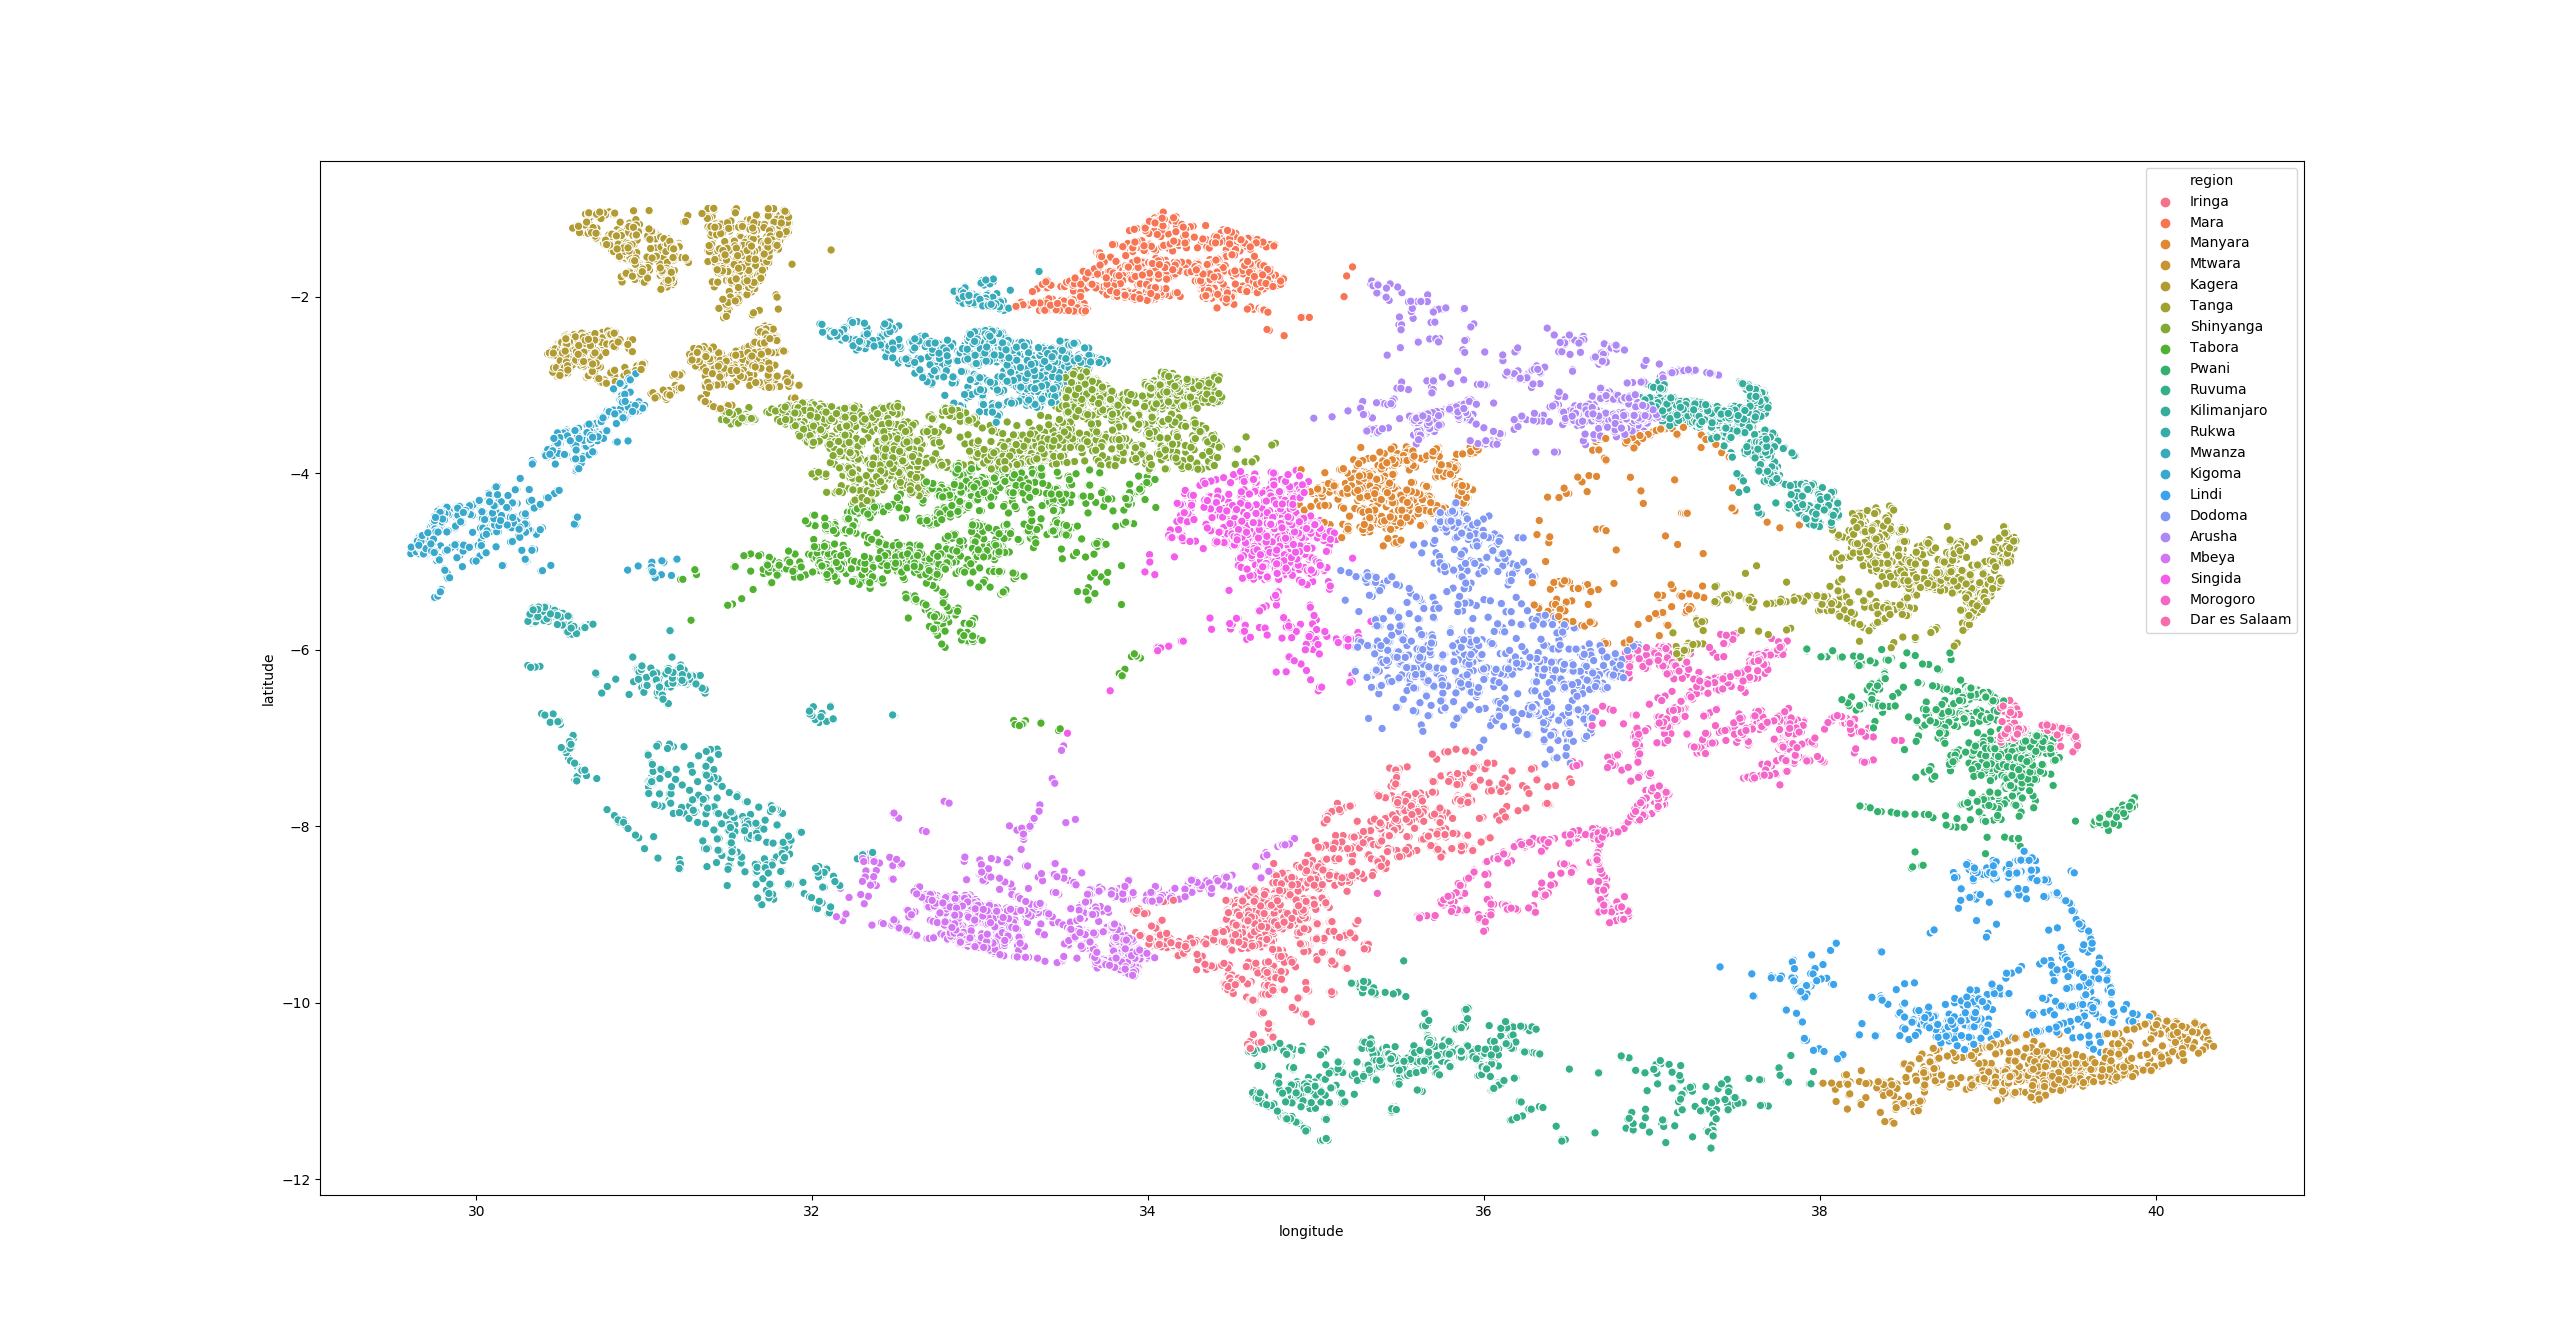 region
Iringa
Mara
Manyara
Mtwara
Kagera
Tanga
Shinyanga
Tabora
Pwani
Ruvuma
Kilimanjaro
Rukwa
Mwanza
Kigoma
Lindi
Dodoma
Arusha
Mbeya
Singida
Morogoro
Dar es Salaam
−2
−4
−6
−8
−10
−12
latitude
30 32 34 36 38 40
longitude